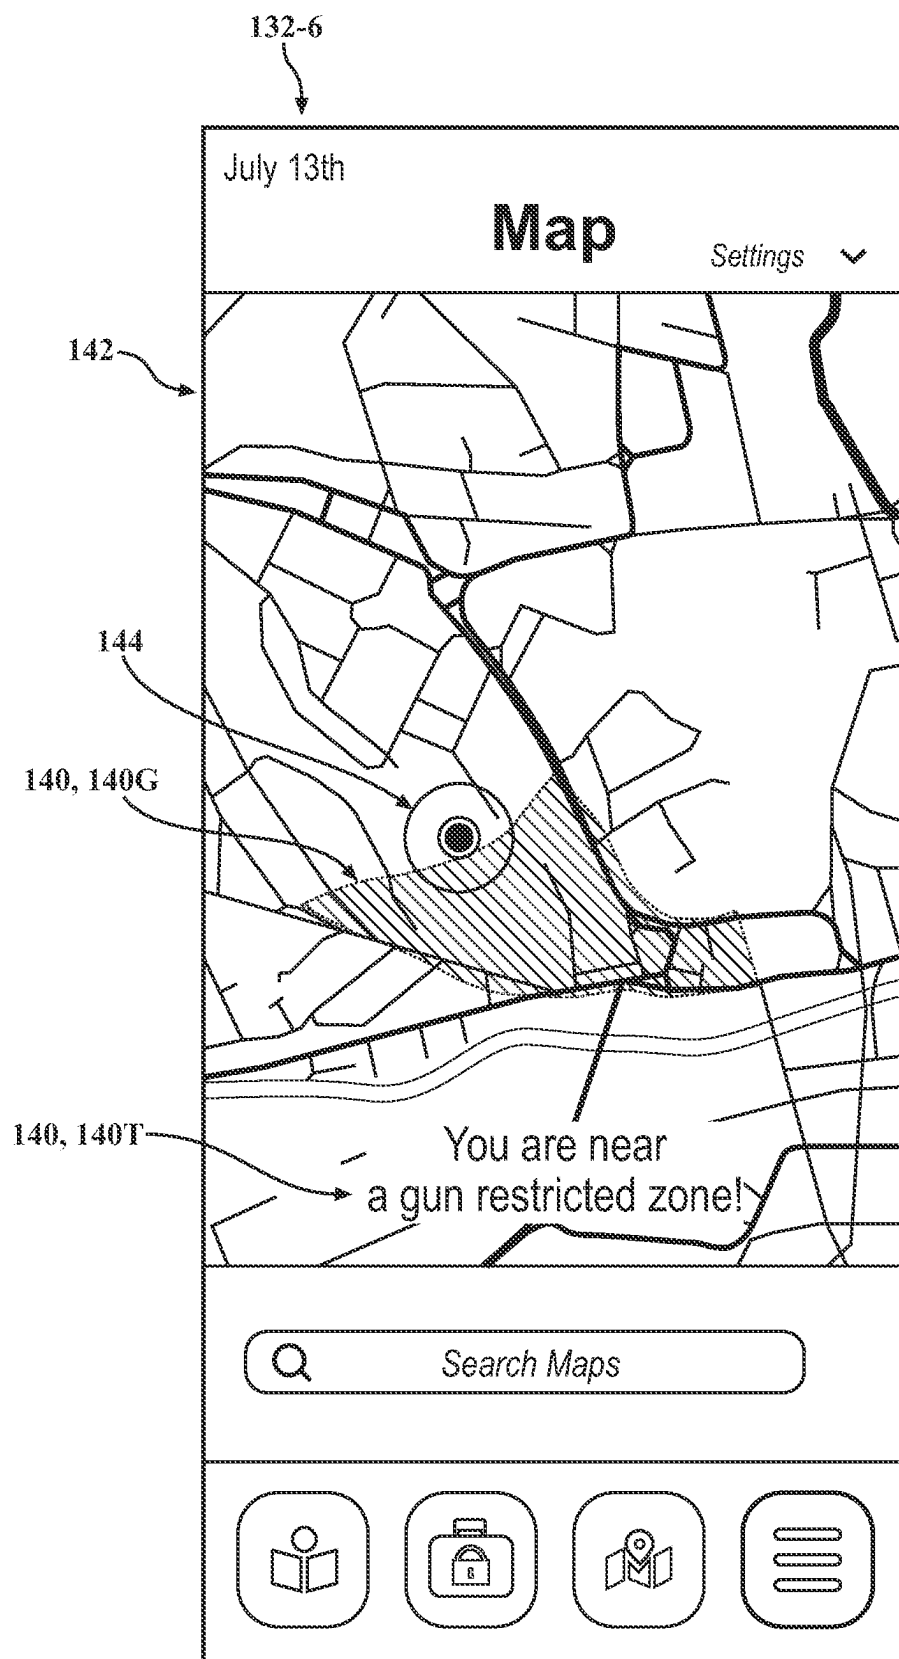 132-6
July 13th
Map
Settings
142
144
140, 140G
140, 140T
You are near
a gun restricted zone!
Search Maps